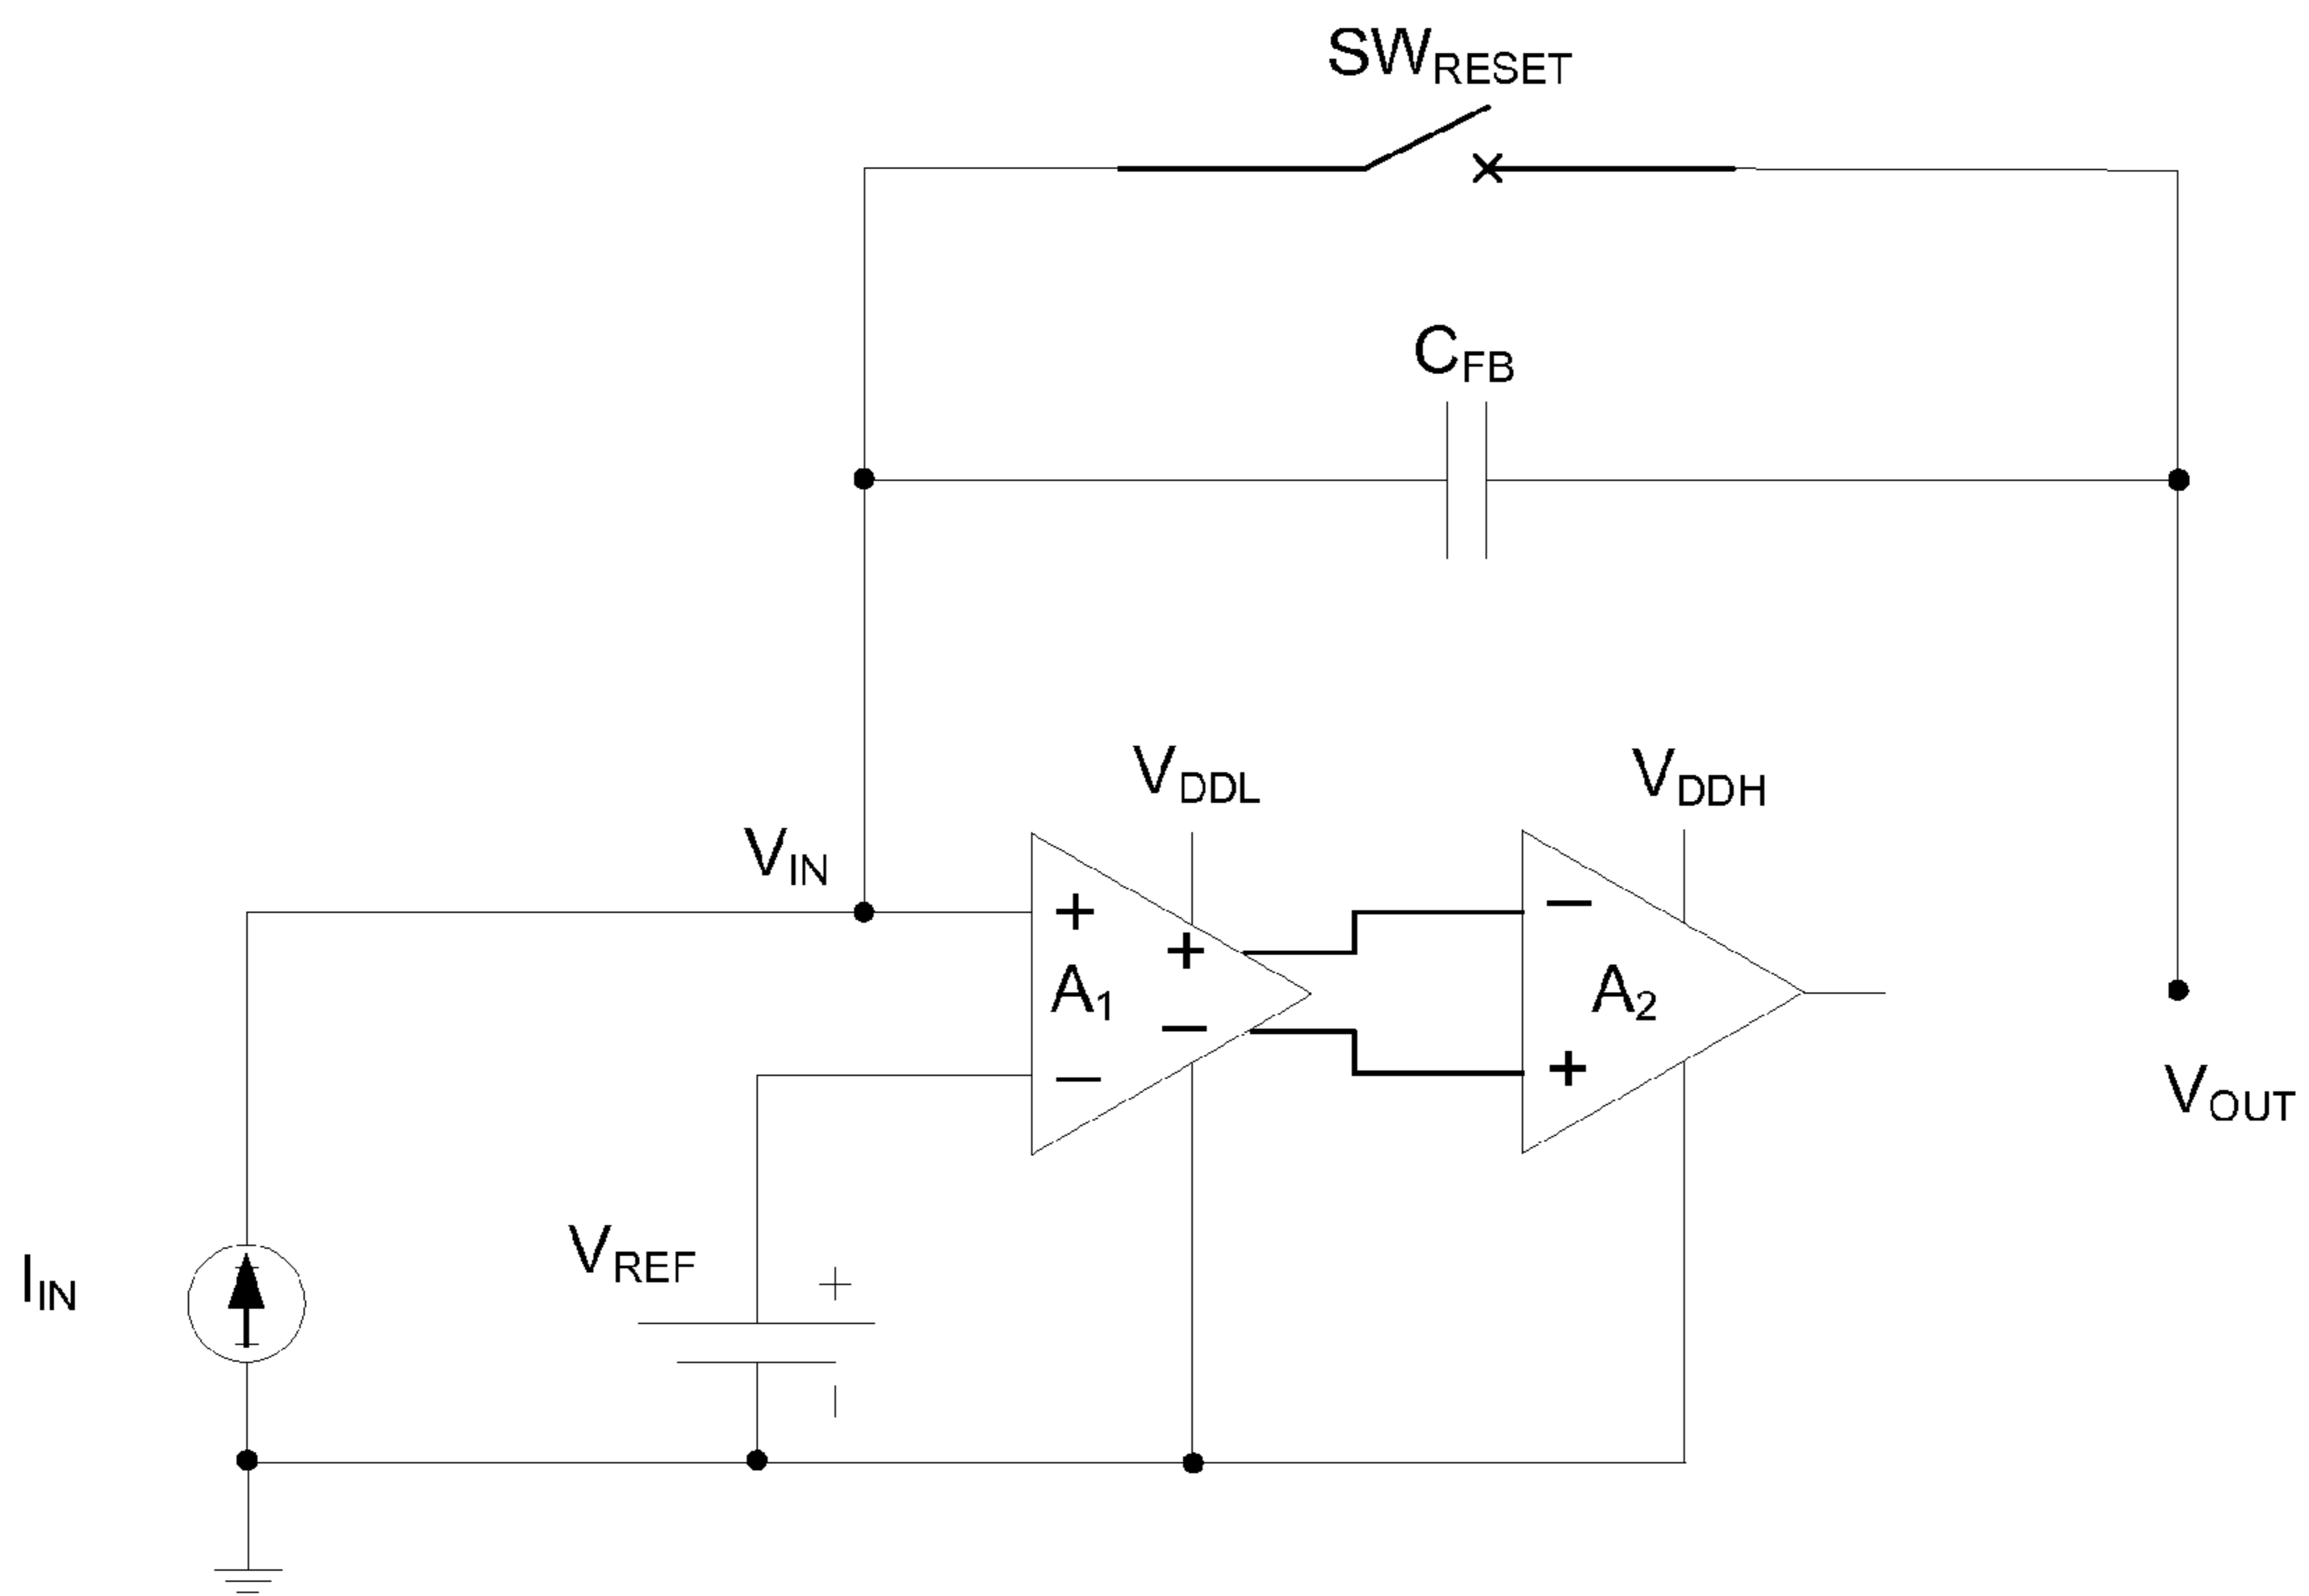 SWRESET
CFB
VDDL
VDDH
VIN
+
+
−
A1
−
−
A2
+
VOUT
VREF
+
−
IIN